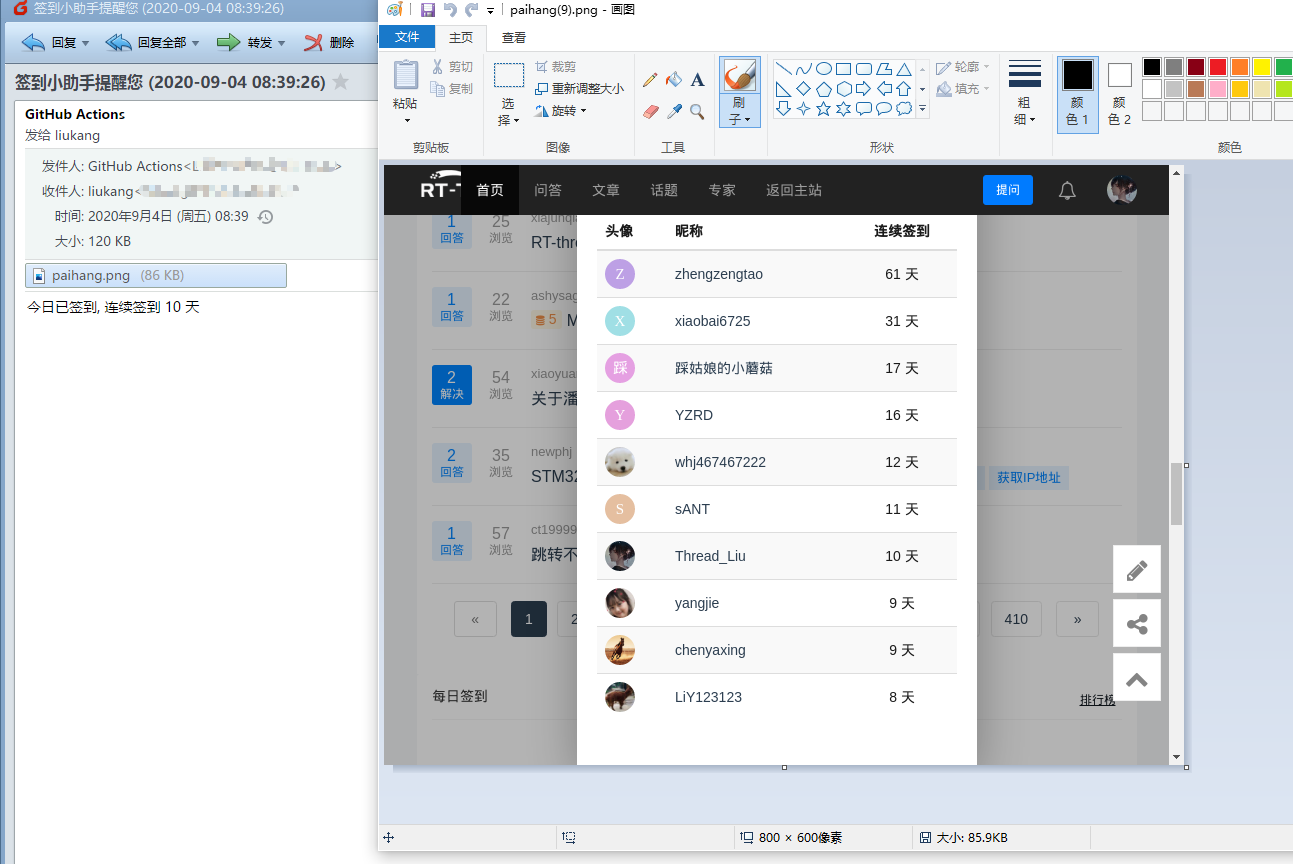 签到小助手提醒您 (2020-09-04 08:39:26)
回复
回复全部
转发
删除
签到小助手提醒您 (2020-09-04 08:39:26)
GitHub Actions
发给 liukang
发件人: GitHub Actions<
收件人: liukang<
时间: 2020年9月4日 (周五) 08:39
大小: 120 KB
paihang.png (86 KB)
今日已签到, 连续签到 10 天
paihang(9).png - 画图
文件
主页
查看
粘贴
剪切
复制
剪贴板
选择
裁剪
重新调整大小
旋转
图像
A
工具
刷子
轮廓
填充
形状
粗细
颜色 1
颜色 2
颜色
RT-T
首页
问答
文章
话题
专家
返回主站
提问
1 回答
25 浏览
xiajunqi
RT-thre
1 回答
22 浏览
ashysag
5 M
2 解决
54 浏览
xiaoyua
关于潘
2 回答
35 浏览
newphj
STM32
获取IP地址
1 回答
57 浏览
ct19999
跳转不
« 1 2 410 »
每日签到
排行榜
头像 昵称 连续签到
Z zhengzengtao 61 天
X xiaobai6725 31 天
踩 踩姑娘的小蘑菇 17 天
Y YZRD 16 天
whj467467222 12 天
S sANT 11 天
Thread_Liu 10 天
yangjie 9 天
chenyaxing 9 天
LiY123123 8 天
800 × 600像素
大小: 85.9KB